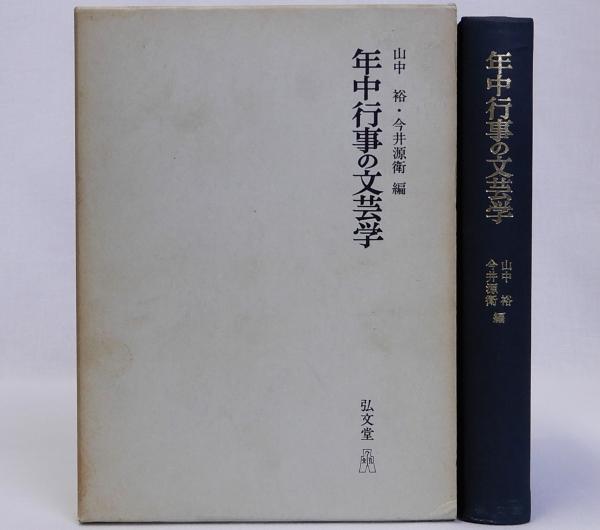 山中 裕・今井源衛 編
年中行事の文芸学
弘文堂
年中行事の文芸学
山中 裕
今井源衛 編